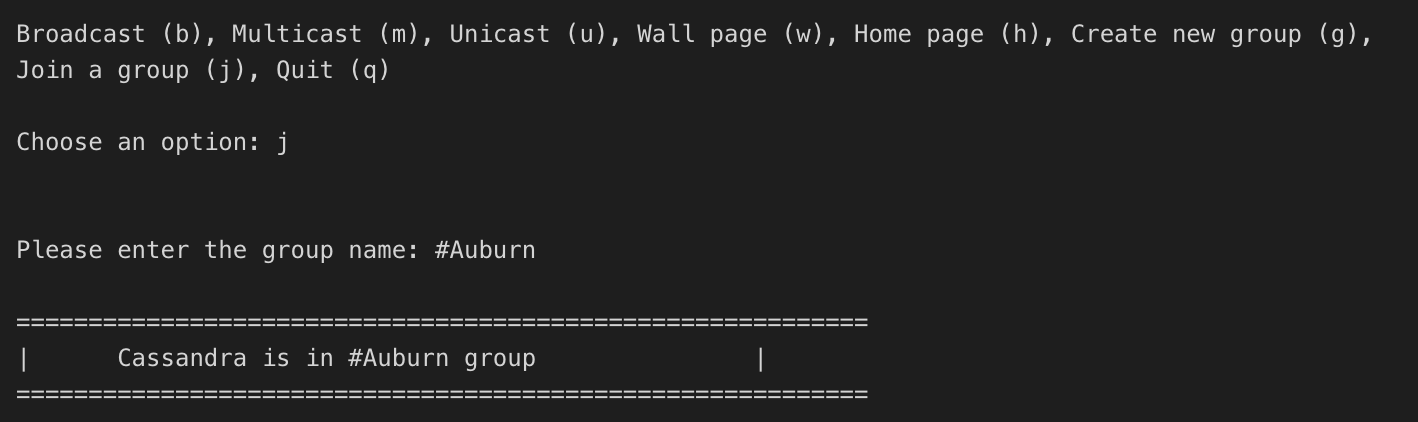 Broadcast (b), Multicast (m), Unicast (u), Wall page (w), Home page (h), Create new group (g),
Join a group (j), Quit (q)
Choose an option: j
Please enter the group name: #Auburn
===========================================================
|      Cassandra is in #Auburn group               |
===========================================================